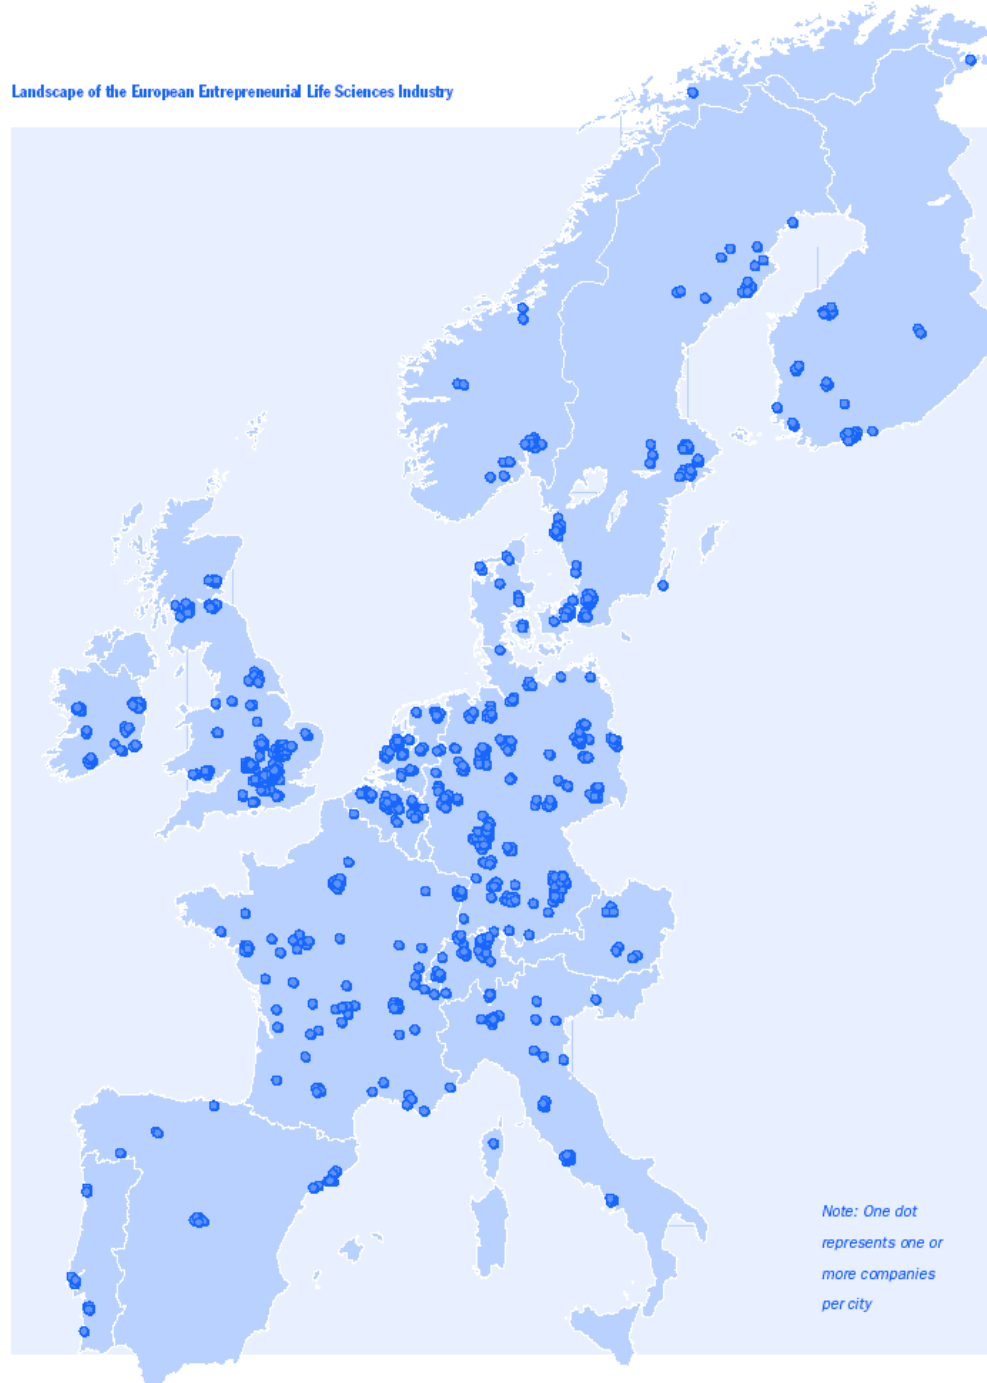 Landscape of the European Entrepreneurial Life Sciences Industry
Note: One dot
represents one or
more companies
per city